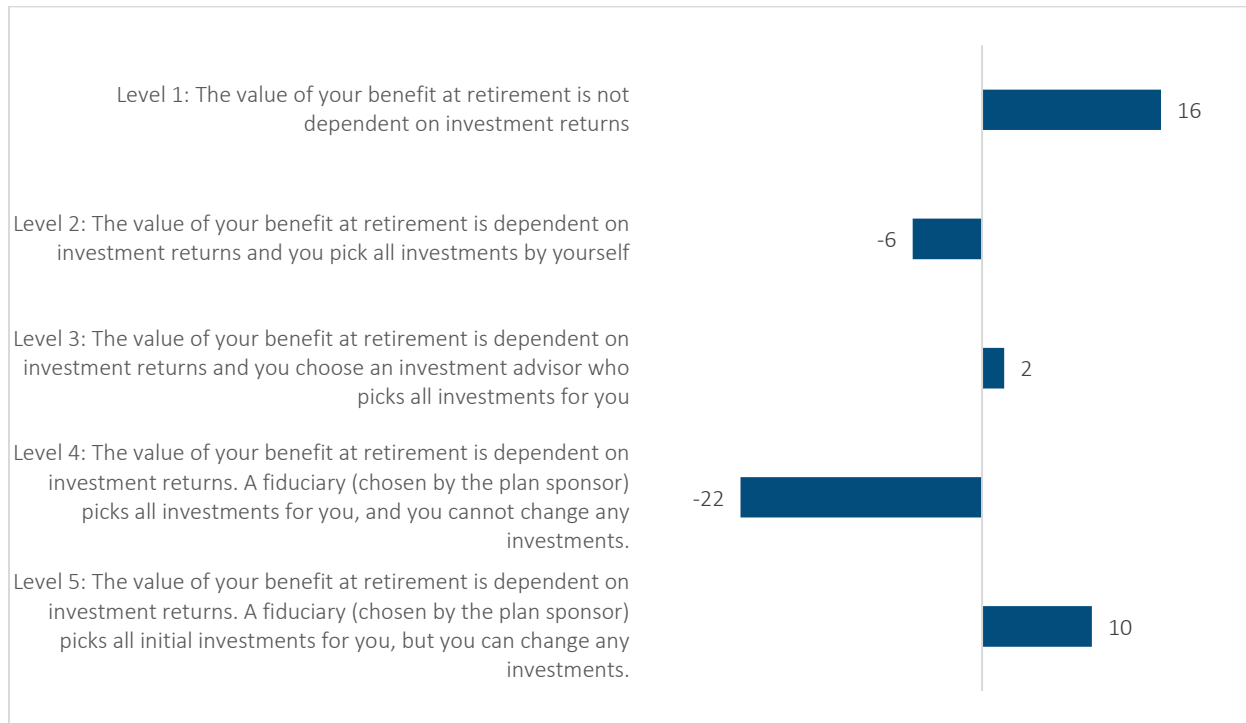 Level 1: The value of your benefit at retirement is not
dependent on investment returns
16
Level 2: The value of your benefit at retirement is dependent on
investment returns and you pick all investments by yourself
-6
Level 3: The value of your benefit at retirement is dependent on
investment returns and you choose an investment advisor who
picks all investments for you
2
Level 4: The value of your benefit at retirement is dependent on
investment returns. A fiduciary (chosen by the plan sponsor)
picks all investments for you, and you cannot change any
investments.
-22
Level 5: The value of your benefit at retirement is dependent on
investment returns. A fiduciary (chosen by the plan sponsor)
picks all initial investments for you, but you can change any
investments.
10